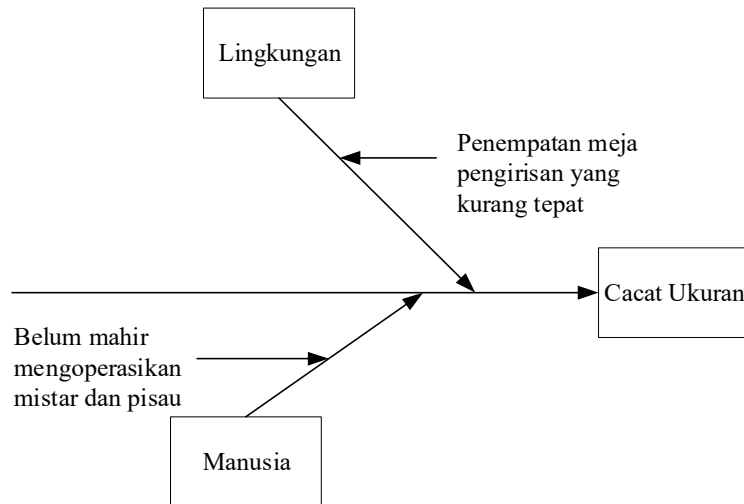 Lingkungan
Penempatan meja
pengirisan yang
kurang tepat
Cacat Ukuran
Belum mahir
mengoperasikan
mistar dan pisau
Manusia